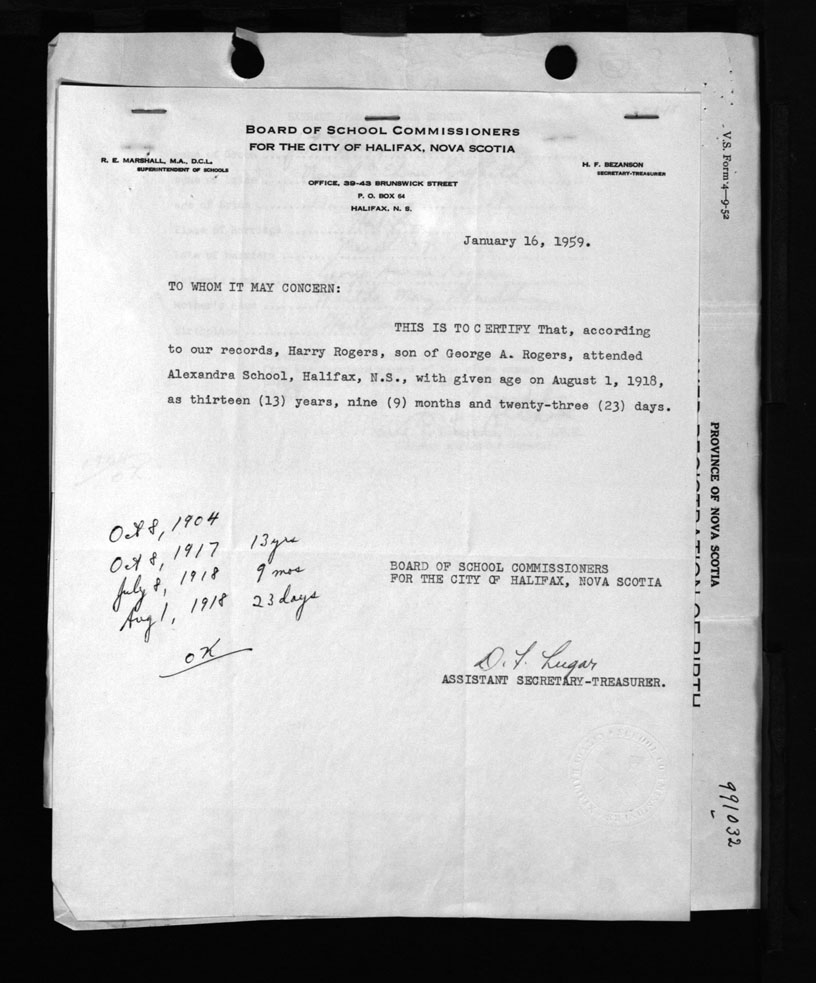 BOARD OF SCHOOL COMMISSIONERS
FOR THE CITY OF HALIFAX, NOVA SCOTIA
R. E. MARSHALL, M.A., D.C.L.
SUPERINTENDENT OF SCHOOLS
H. F. BEZANSON
SECRETARY-TREASURER
OFFICE, 39-43 BRUNSWICK STREET
P. O. BOX 64
HALIFAX, N. S.
January 16, 1959.
TO WHOM IT MAY CONCERN:
THIS IS TO C ERTIFY That, according
to our records, Harry Rogers, son of George A. Rogers, attended
Alexandra School, Halifax, N.S., with given age on August 1, 1918,
as thirteen (13) years, nine (9) months and twenty-three (23) days.
Oct 8, 1904
Oct 8, 1917 13 yrs
July 8, 1918 9 mos
Aug 1, 1918 23 days
OK
BOARD OF SCHOOL COMMISSIONERS
FOR THE CITY OF HALIFAX, NOVA SCOTIA
D. F. Lugar
ASSISTANT SECRETARY-TREASURER.
V.S. Form 4-9-52
PROVINCE OF NOVA SCOTIA
REGISTRATION OF BIRTH
991032